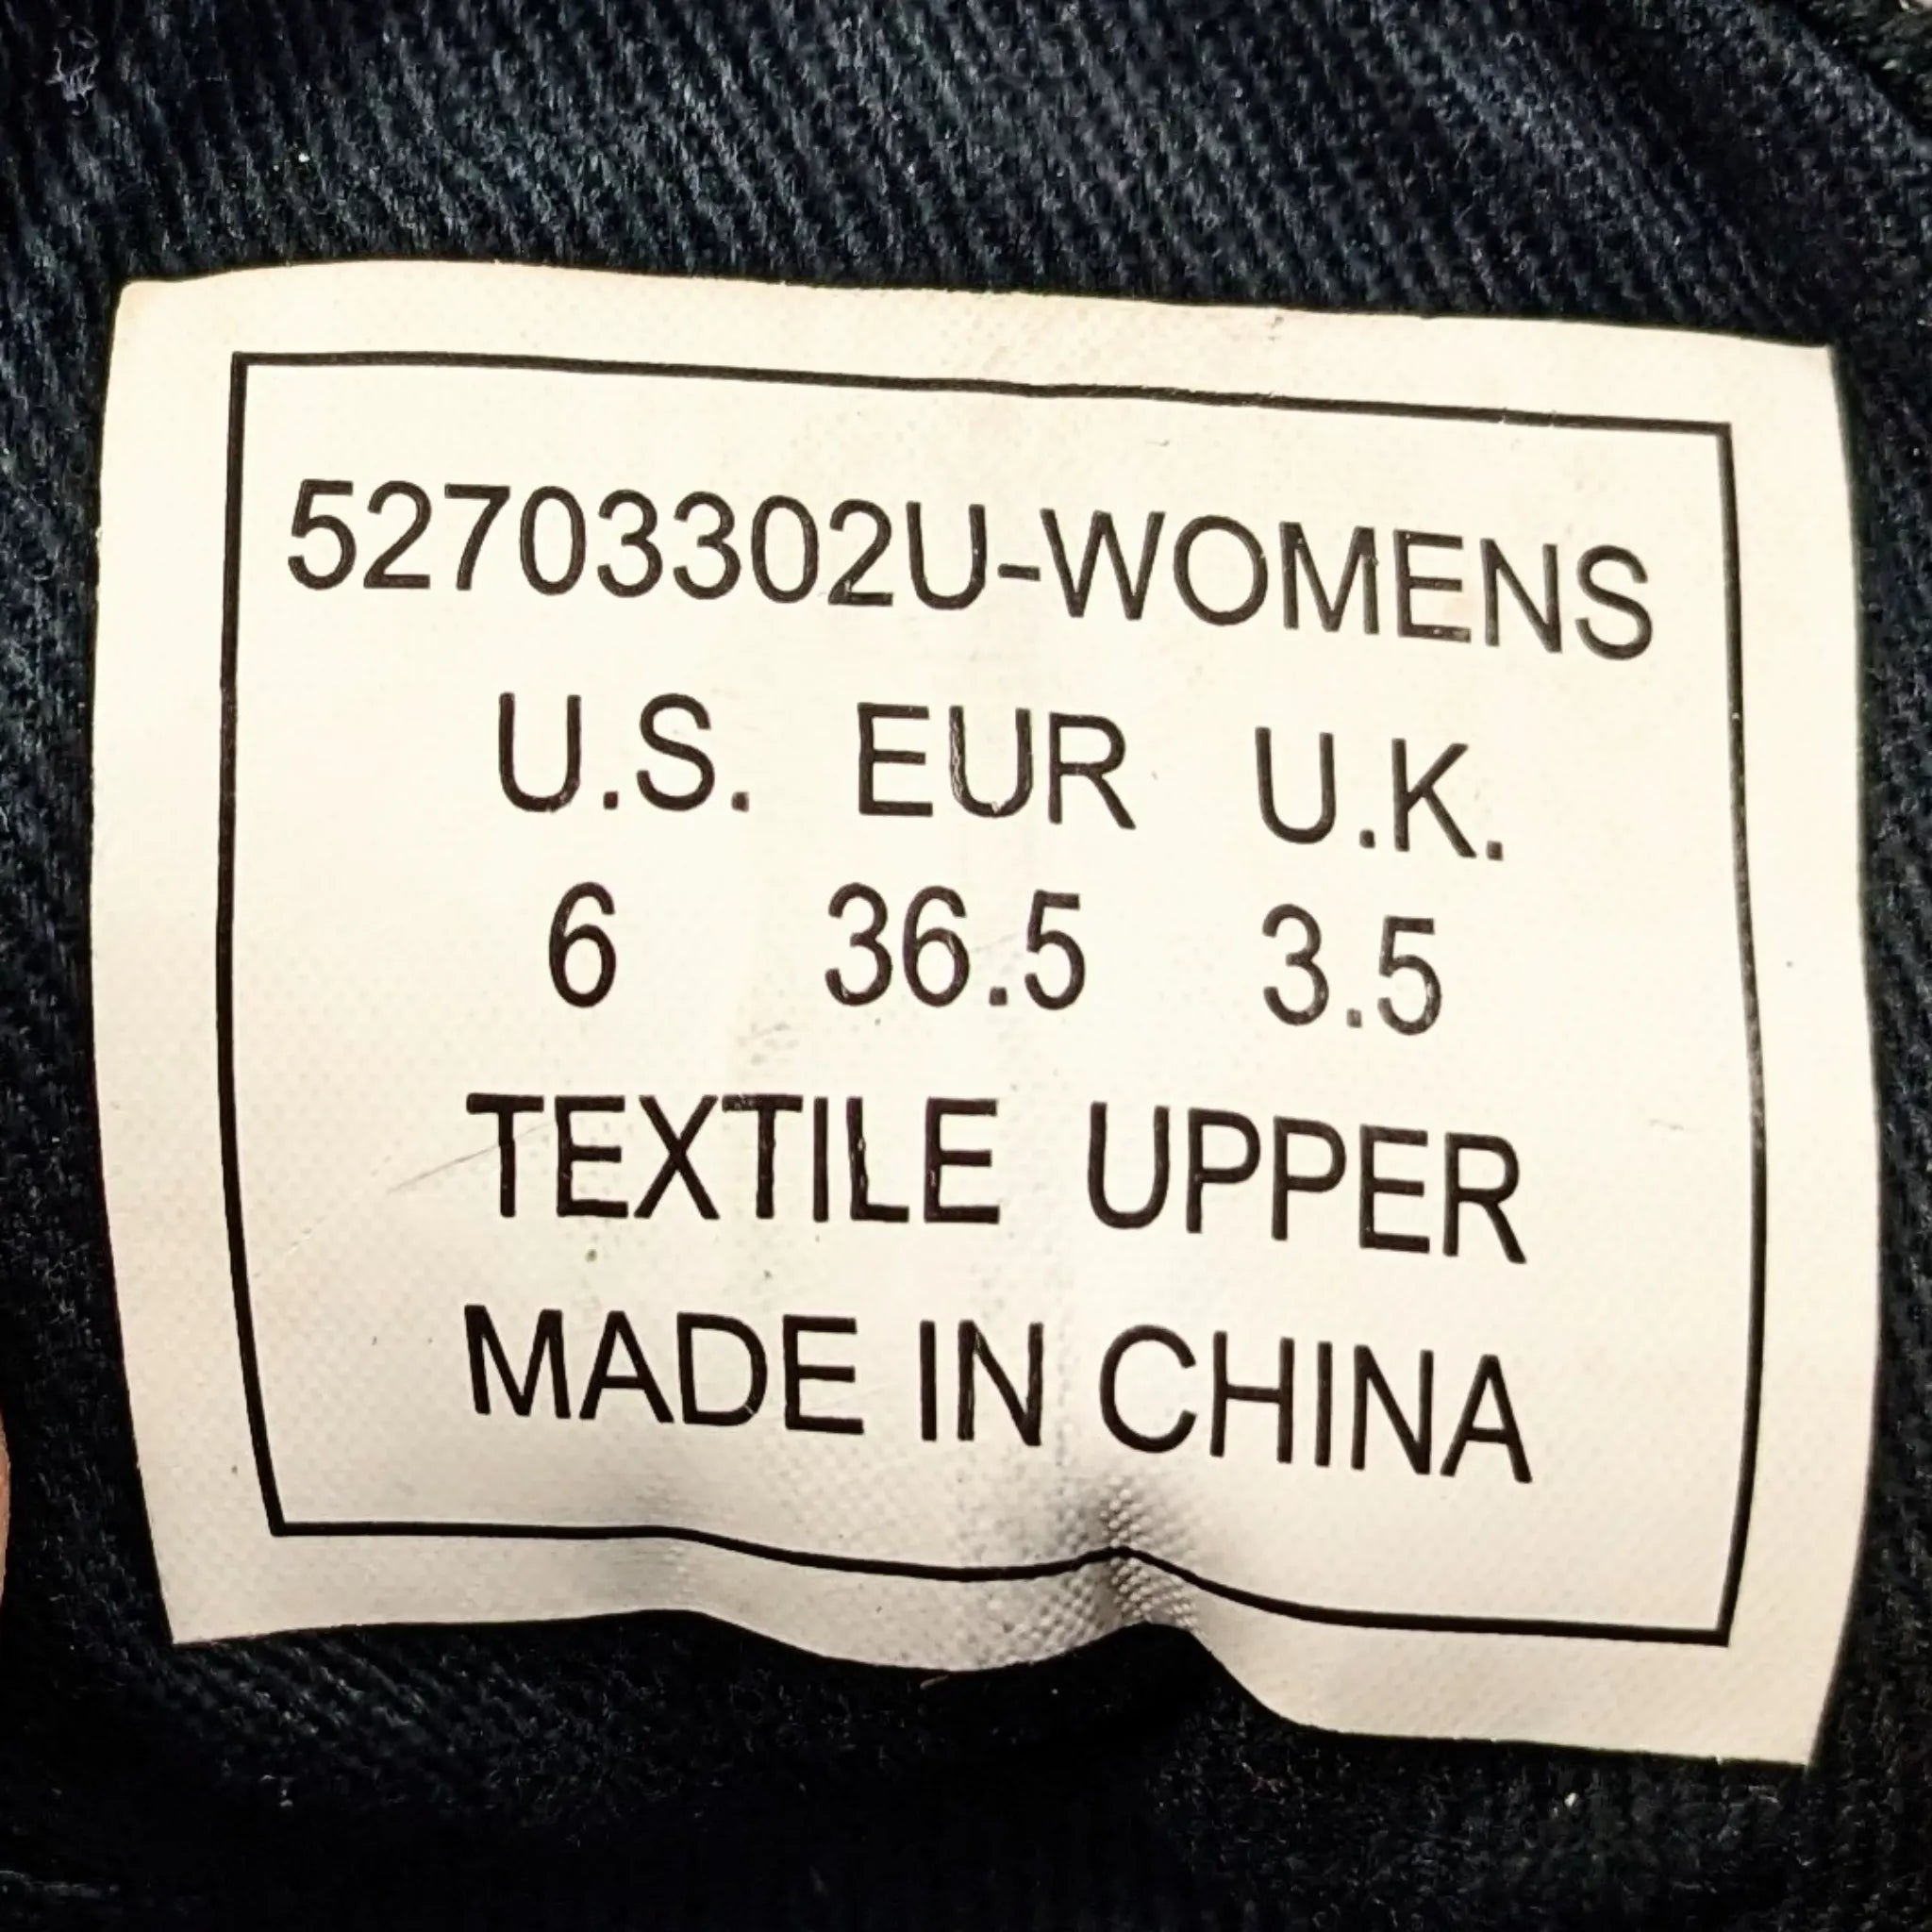 52703302U-WOMENS
U.S. EUR U.K.
6 36.5 3.5
TEXTILE UPPER
MADE IN CHINA